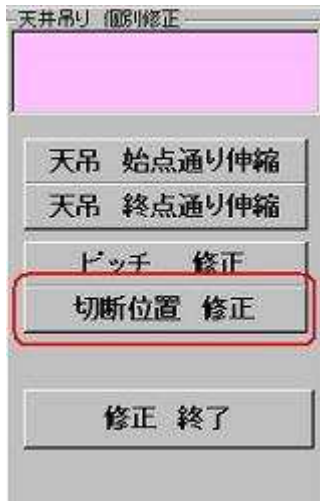 天井吊り 個別修正
天吊 始点通り伸縮
天吊 終点通り伸縮
ピッチ 修正
切断位置 修正
修正 終了